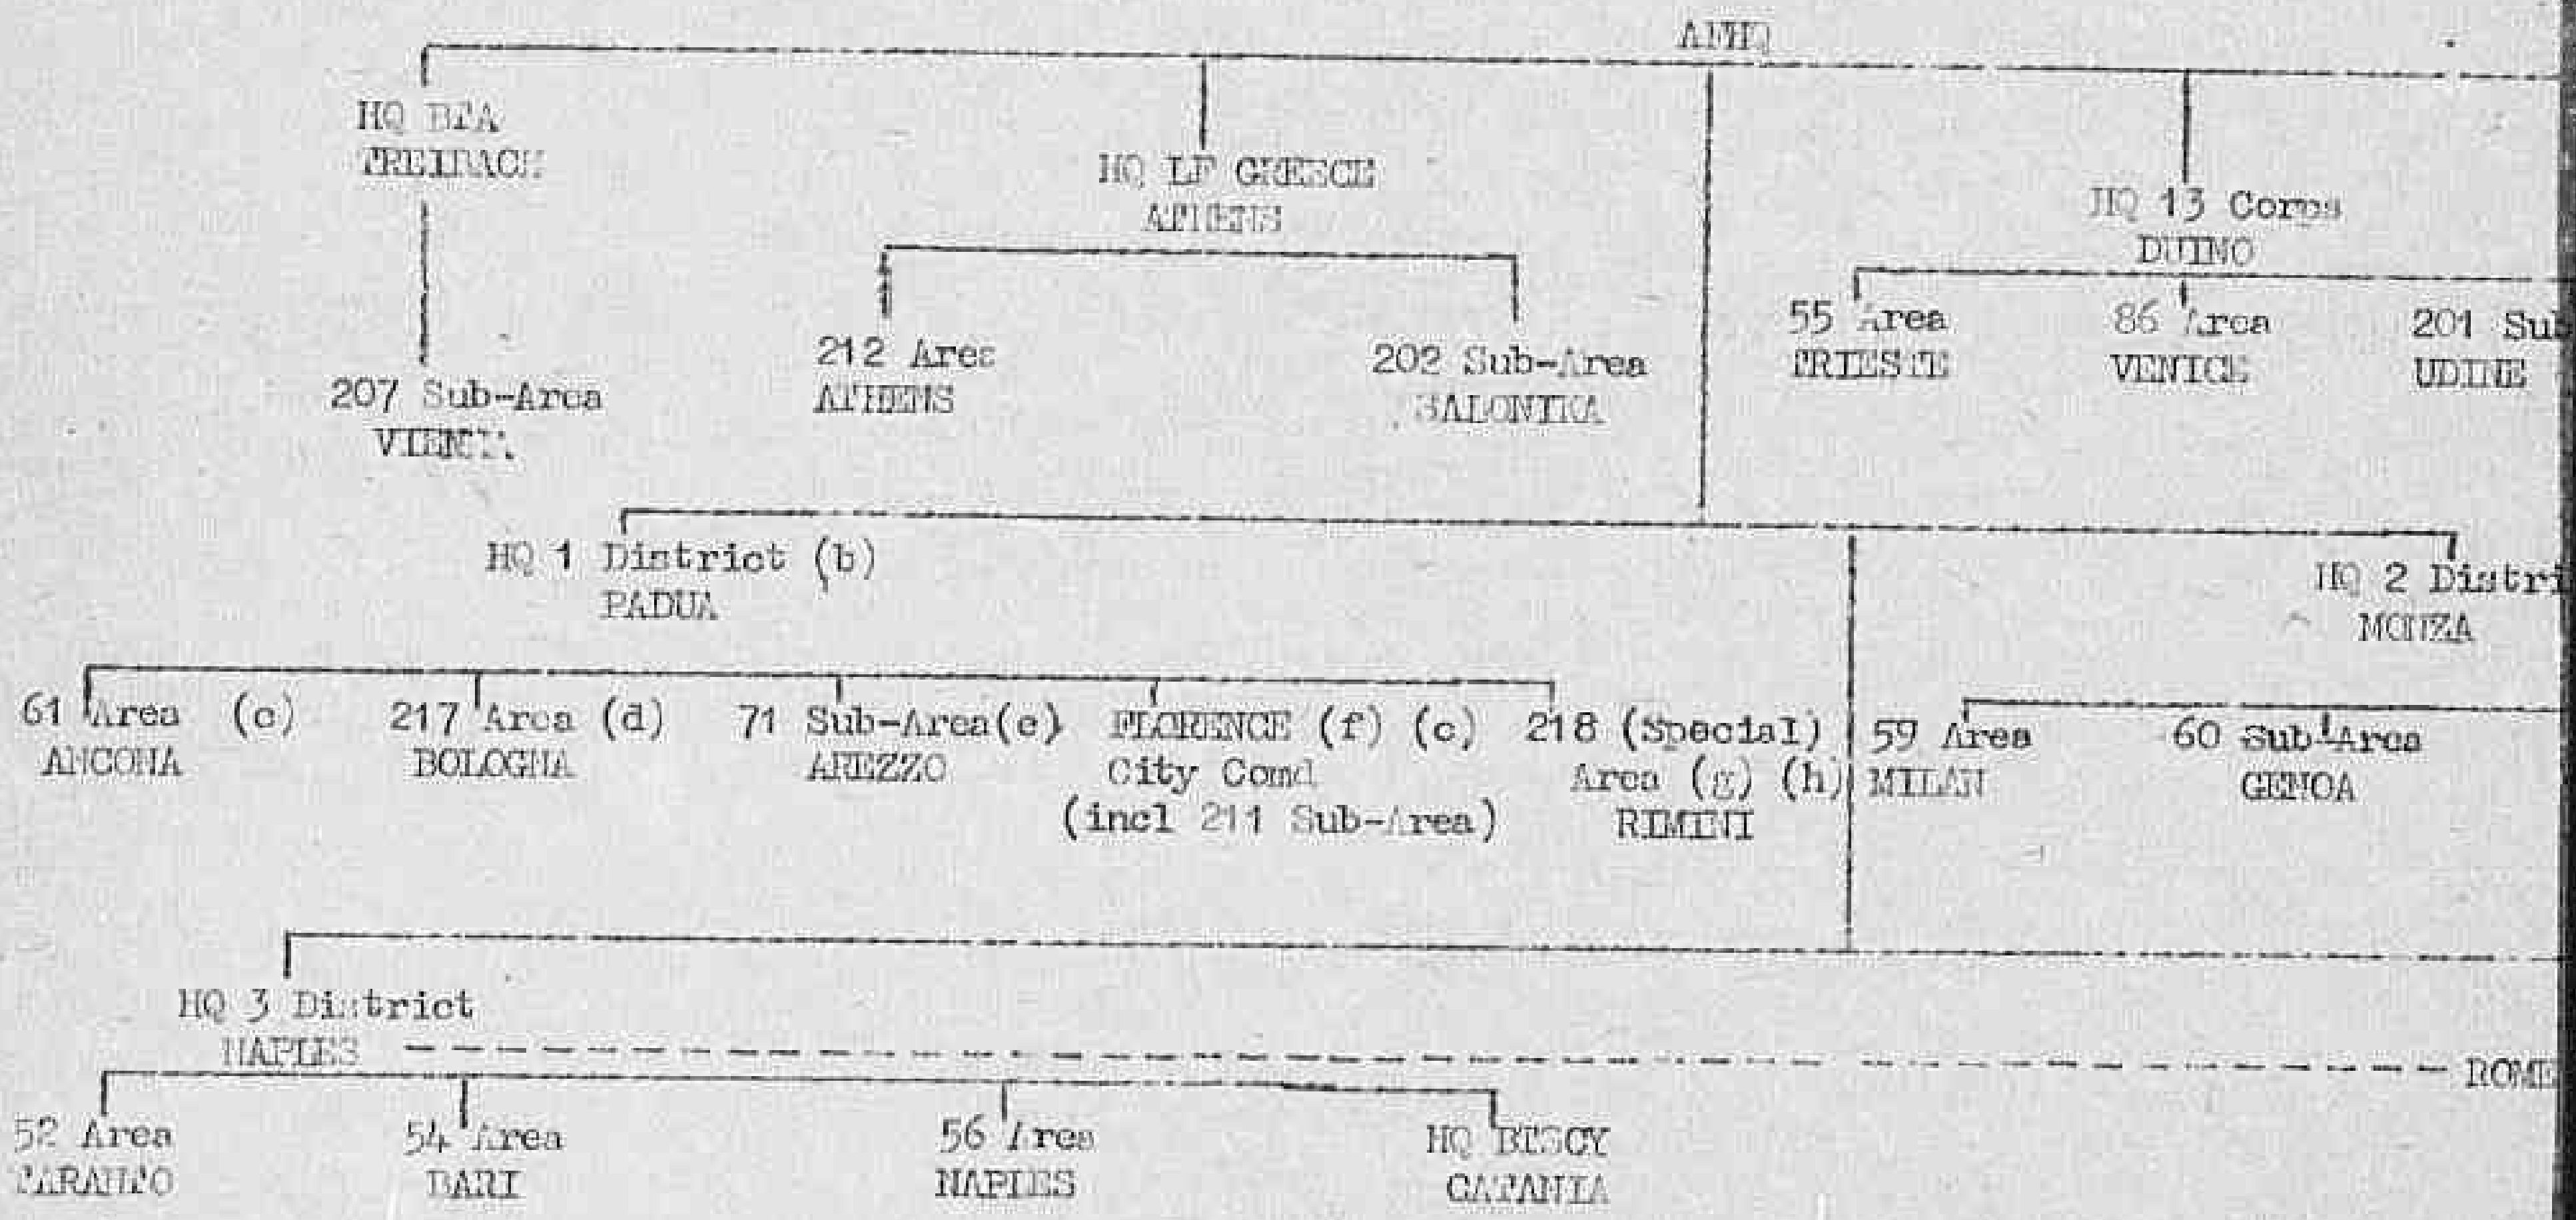 AFHQ
HQ BTA
TREIBACH
HQ LF GREECE
ATHENS
HQ 13 Corps
DUINO
207 Sub-Area
VIENNA
212 Area
ATHENS
202 Sub-Area
SALONIKA
55 Area
TRIESTE
86 Area
VENICE
201 Sub
UDINE
HQ 1 District (b)
PADUA
HQ 2 Distri
MONZA
61 Area (c)
ANCONA
217 Area (d)
BOLOGNA
71 Sub-Area(e)
AREZZO
FLORENCE (f) (c)
City Comd
(incl 211 Sub-Area)
218 (Special)
Area (g) (h)
RIMINI
59 Area
MILAN
60 Sub-Area
GENOA
HQ 3 District
NAPLES
ROME
52 Area
TARANTO
54 Area
BARI
56 Area
NAPLES
HQ BTSCY
CATANIA